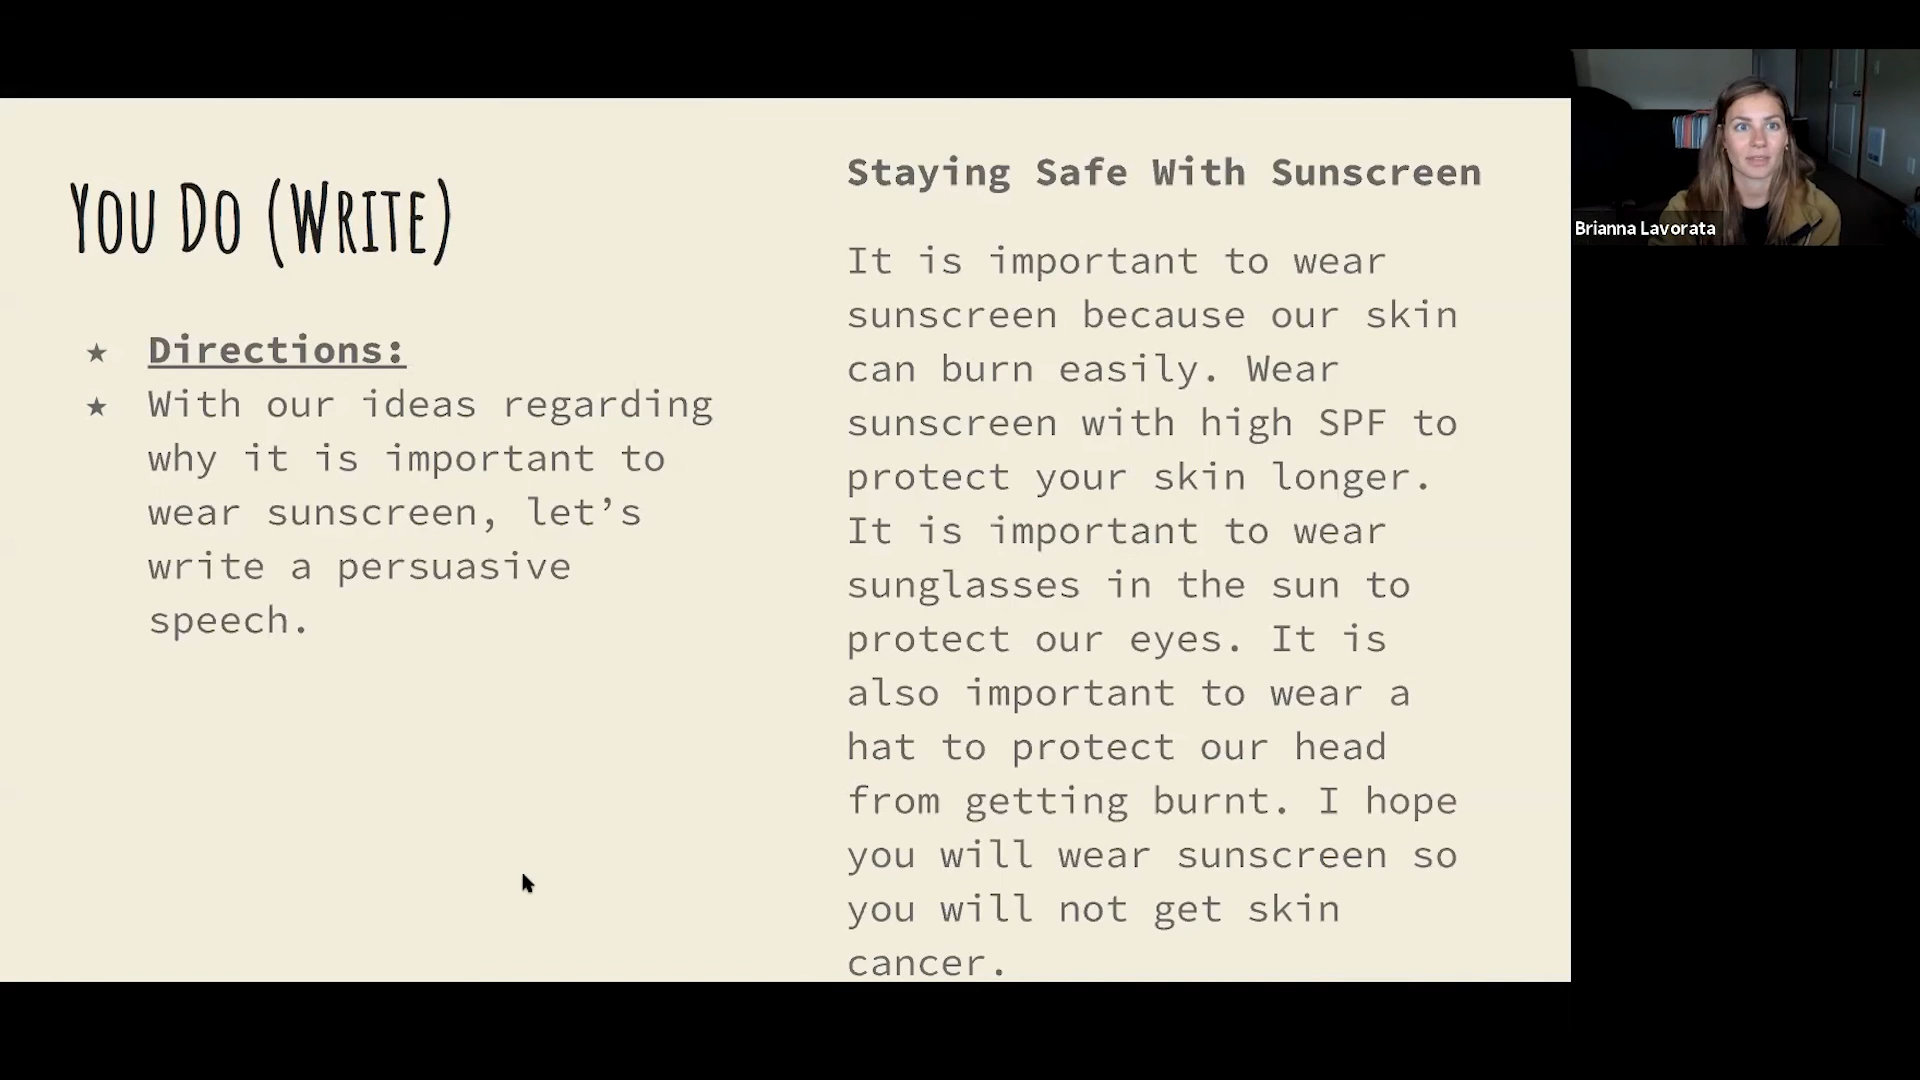 You Do (Write)
★ Directions:
★ With our ideas regarding
why it is important to
wear sunscreen, let’s
write a persuasive
speech.
Staying Safe With Sunscreen
It is important to wear
sunscreen because our skin
can burn easily. Wear
sunscreen with high SPF to
protect your skin longer.
It is important to wear
sunglasses in the sun to
protect our eyes. It is
also important to wear a
hat to protect our head
from getting burnt. I hope
you will wear sunscreen so
you will not get skin
cancer.
Brianna Lavorata